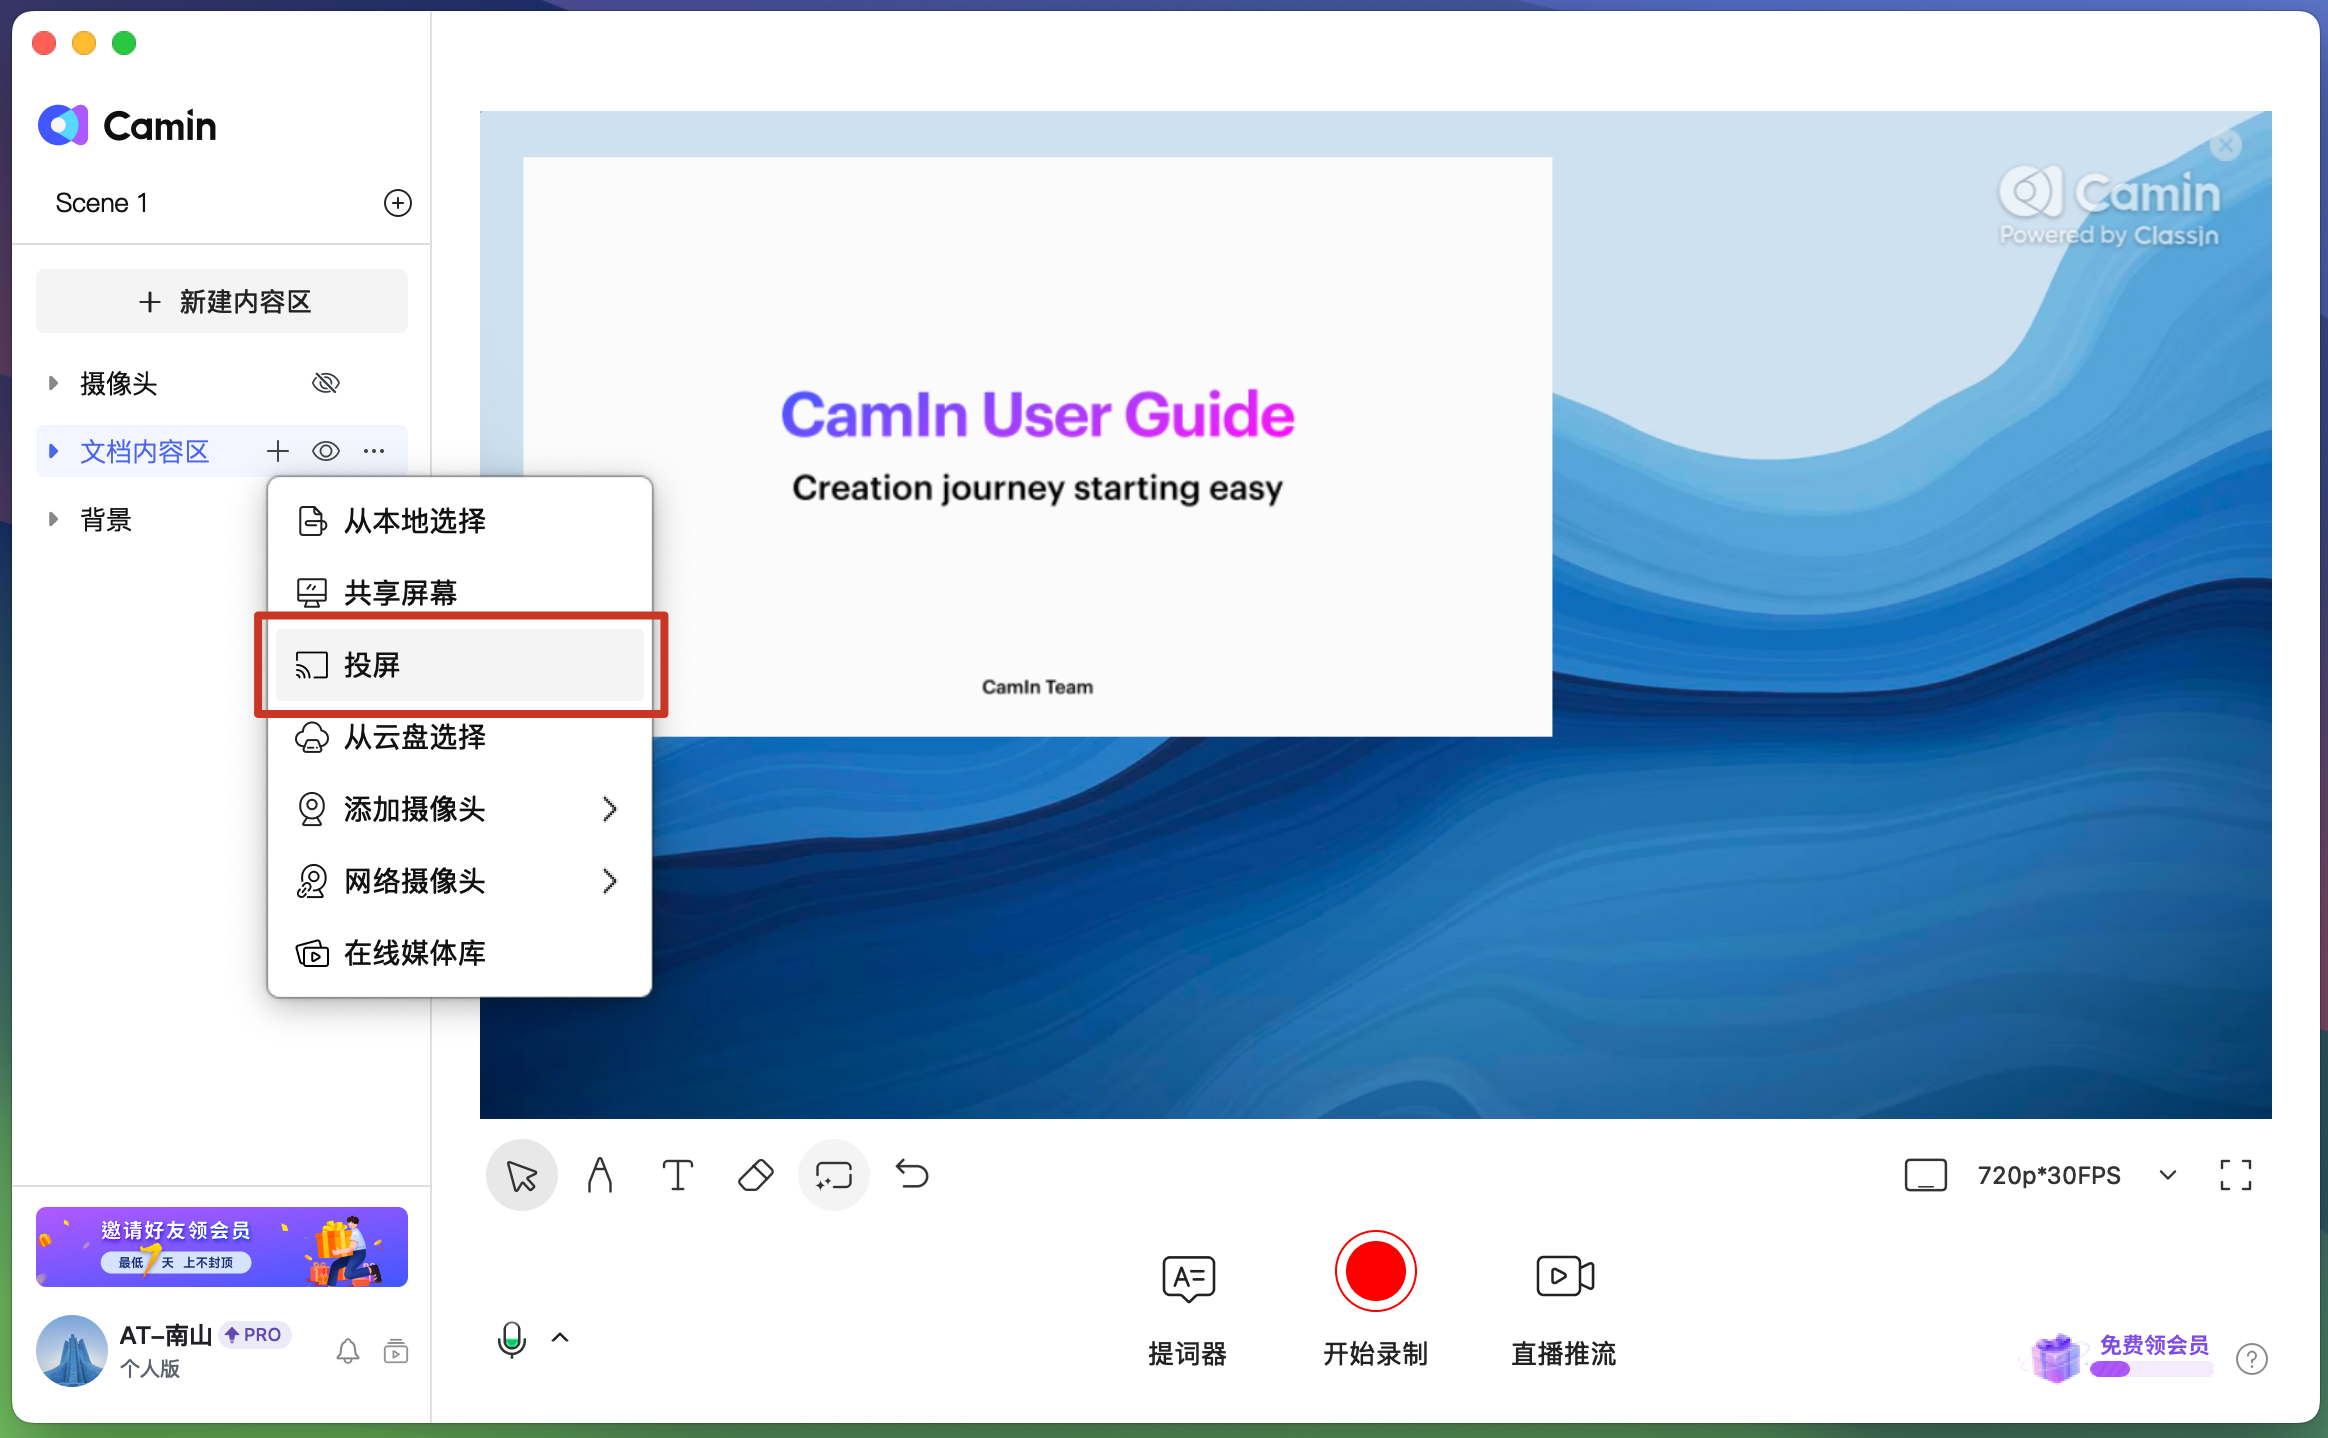 Camin
Scene 1
新建内容区
摄像头
文档内容区
背景
从本地选择
共享屏幕
投屏
从云盘选择
添加摄像头
网络摄像头
在线媒体库
Camin
Powered by ClassIn
CamIn User Guide
Creation journey starting easy
CamIn Team
720p*30FPS
邀请好友领会员
最低7天 上不封顶
AT-南山 PRO
个人版
提词器
开始录制
直播推流
免费领会员